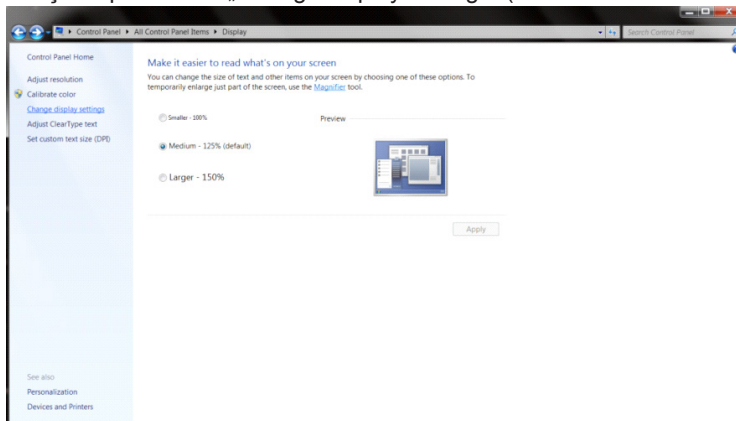 „Change display settings
Control Panel ▸ All Control Panel Items ▸ Display
Search Control Panel
Control Panel Home
Adjust resolution
Calibrate color
Change display settings
Adjust ClearType text
Set custom text size (DPI)
Make it easier to read what's on your screen
You can change the size of text and other items on your screen by choosing one of these options. To
temporarily enlarge just part of the screen, use the Magnifier tool.
Smaller - 100%
Preview
Medium - 125% (default)
Larger - 150%
Apply
See also
Personalization
Devices and Printers